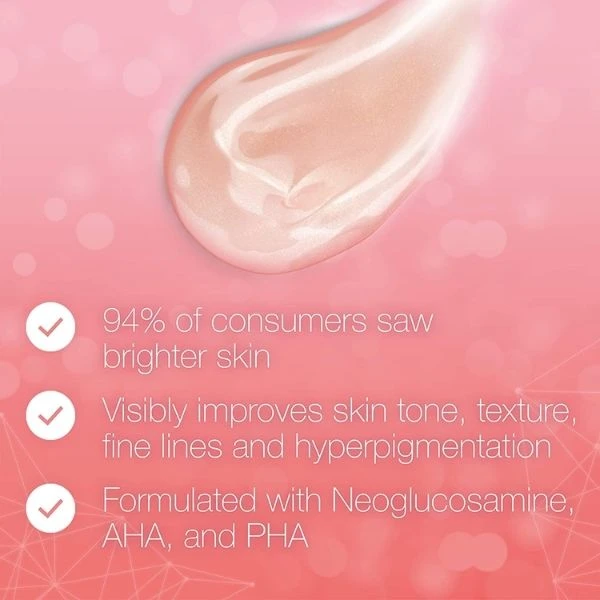 94% of consumers saw
brighter skin
Visibly improves skin tone, texture,
fine lines and hyperpigmentation
Formulated with Neoglucosamine,
AHA, and PHA